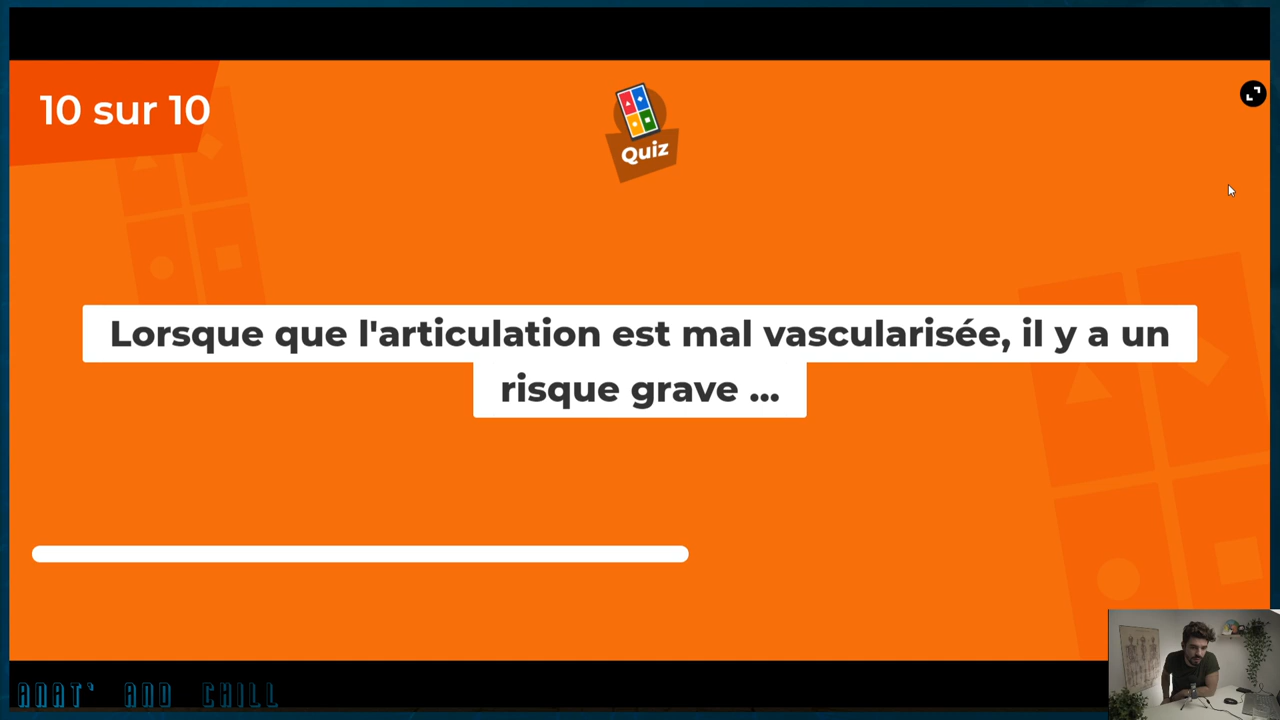 10 sur 10
Quiz
Lorsque que l'articulation est mal vascularisée, il y a un
risque grave ...
ANAT' AND CHILL